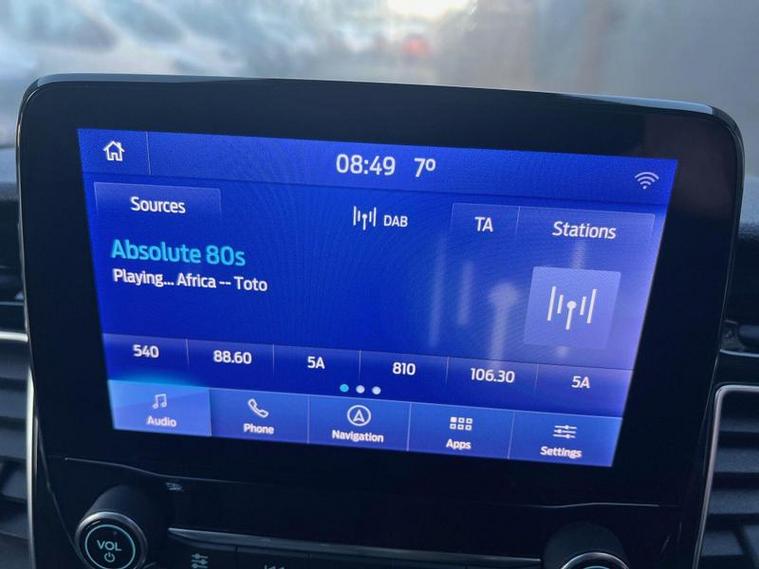 08:49 7°
Sources
DAB
TA
Stations
Absolute 80s
Playing... Africa -- Toto
540
88.60
5A
810
106.30
5A
Audio
Phone
Navigation
Apps
Settings
VOL